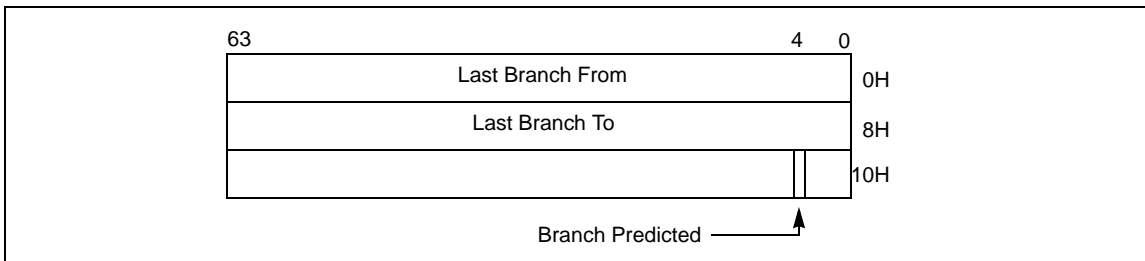 63 4 0
Last Branch From 0H
Last Branch To 8H
10H
Branch Predicted